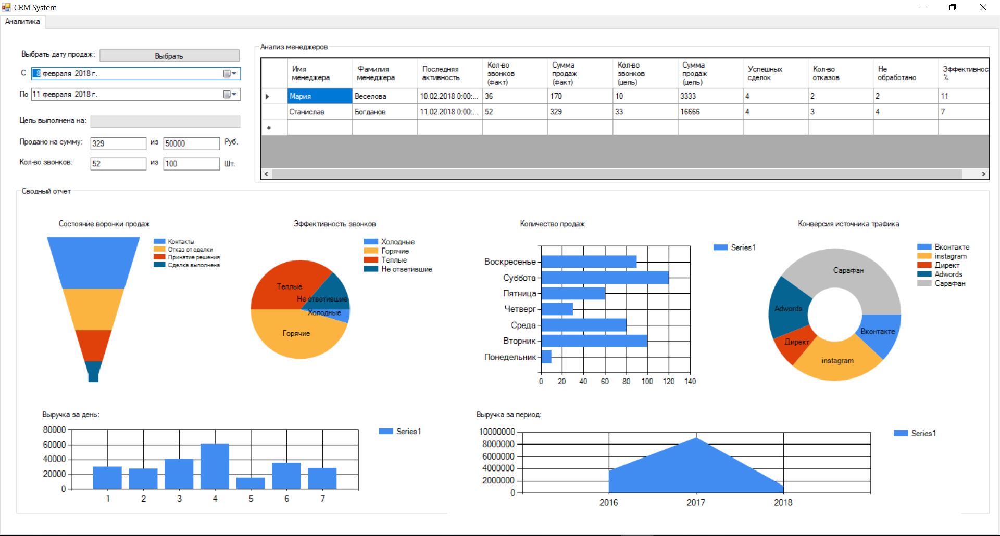 CRM System
Аналитика
Выбрать дату продаж:
Выбрать
С
8 февраля 2018 г.
По
11 февраля 2018 г.
Цель выполнена на:
Продано на сумму:
329
из
50000
Руб.
Кол-во звонков:
52
из
100
Шт.
Анализ менеджеров
Имя менеджера
Фамилия менеджера
Последняя активность
Кол-во звонков (факт)
Сумма продаж (факт)
Кол-во звонков (цель)
Сумма продаж (цель)
Успешных сделок
Кол-во отказов
Не обработано
Эффективнос %
Мария Веселова 10.02.2018 0:00:... 36 170 10 3333 4 2 2 11
Станислав Богданов 11.02.2018 0:00:... 52 329 33 16666 4 3 4 7
Сводный отчет
Состояние воронки продаж
Контакты
Отказ от сделки
Принятие решения
Сделка выполнена
Эффективность звонков
Холодные
Горячие
Теплые
Не ответившие
Теплые
Не ответившие
Холодные
Горячие
Количество продаж
Воскресенье
Суббота
Пятница
Четверг
Среда
Вторник
Понедельник
0 20 40 60 80 100 120 140
Series1
Конверсия источника трафика
Сарафан
Adwords
Вконтакте
Директ
instagram
Вконтакте
instagram
Директ
Adwords
Сарафан
Выручка за день:
80000
60000
40000
20000
0
1 2 3 4 5 6 7
Series1
Выручка за период:
10000000
8000000
6000000
4000000
2000000
0
2016 2017 2018
Series1